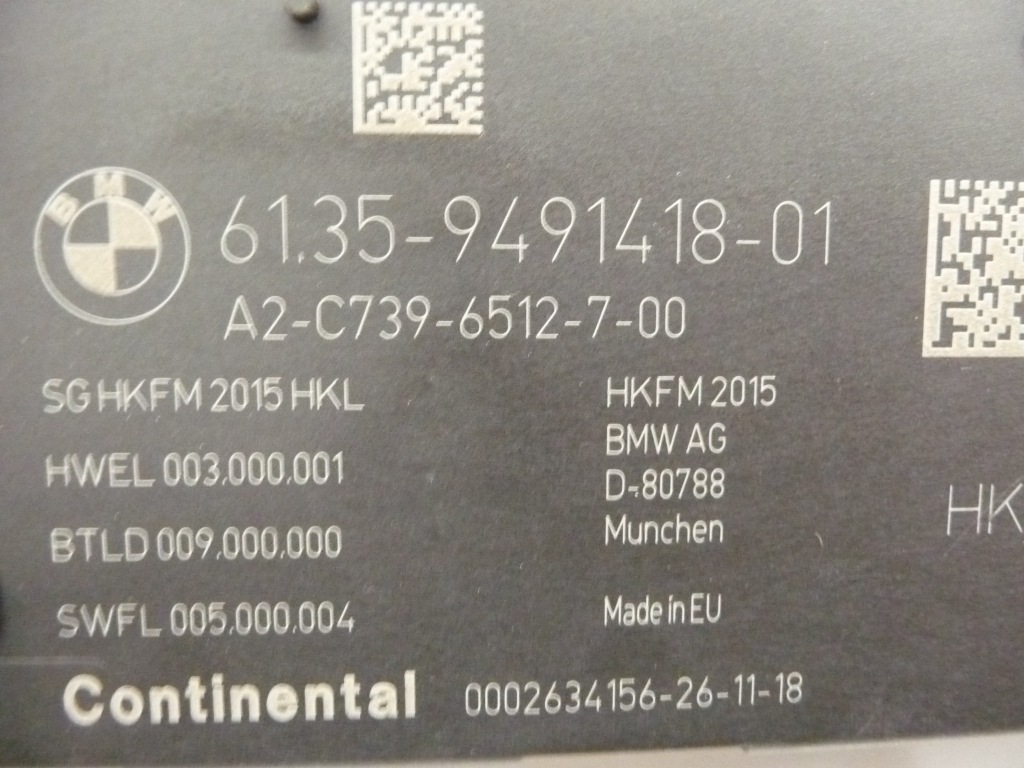 BMW
61.35-9491418-01
A2-C739-6512-7-00
SG HKFM 2015 HKL
HWEL 003.000.001
BTLD 009.000.000
SWFL 005.000.004
HKFM 2015
BMW AG
D-80788
Munchen
Made in EU
HK
Continental
0002634156-26-11-18